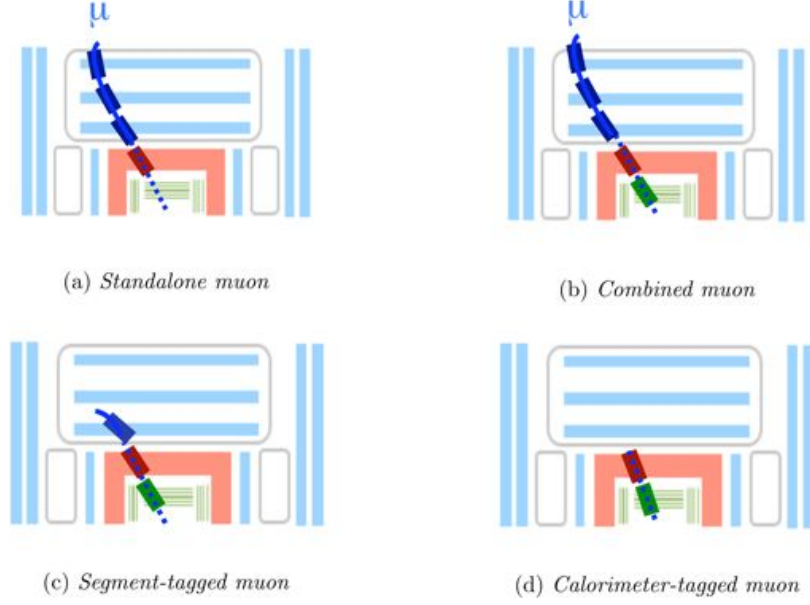 μ
μ
(a) Standalone muon
(b) Combined muon
(c) Segment-tagged muon
(d) Calorimeter-tagged muon